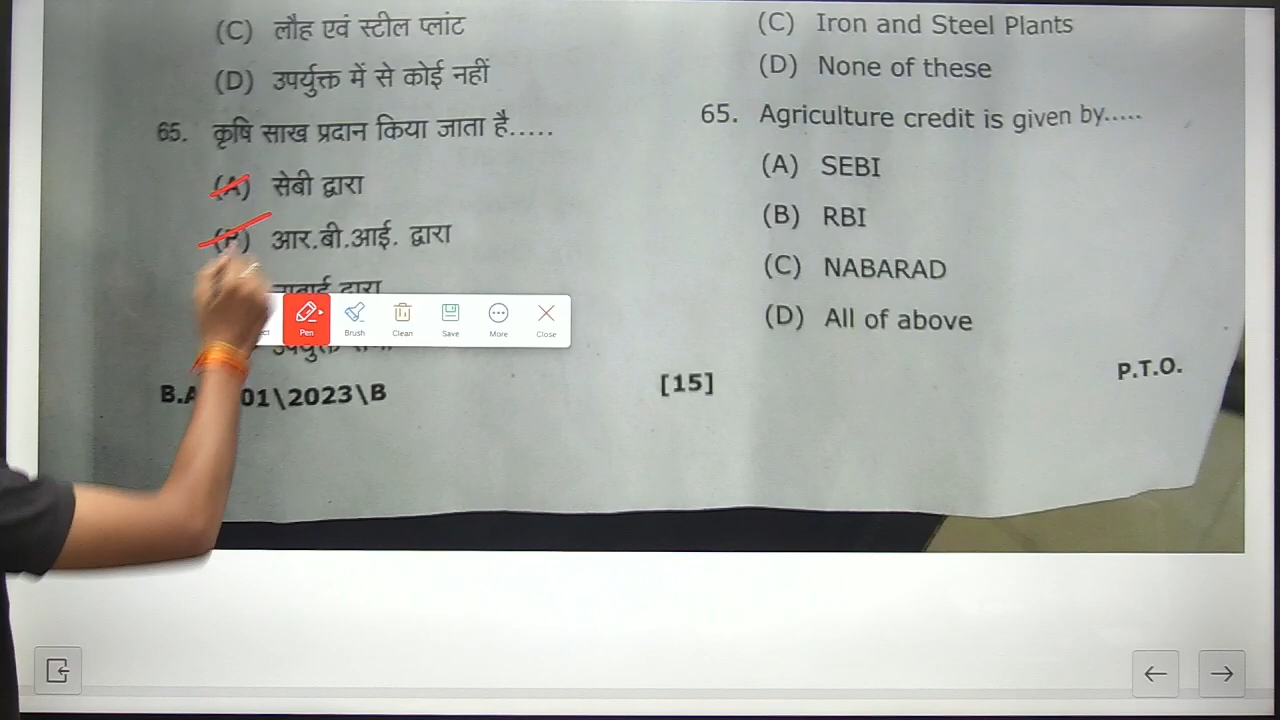 (C) लौह एवं स्टील प्लांट
(D) उपर्युक्त में से कोई नहीं
65. कृषि साख प्रदान किया जाता है.....
(A) सेबी द्वारा
(B) आर.बी.आई. द्वारा
द्वारा
उपर्युक्त
B.A 01\2023\B
(C) Iron and Steel Plants
(D) None of these
65. Agriculture credit is given by.....
(A) SEBI
(B) RBI
(C) NABARAD
(D) All of above
[15]
P.T.O.
Pen Brush Clean Save More Close